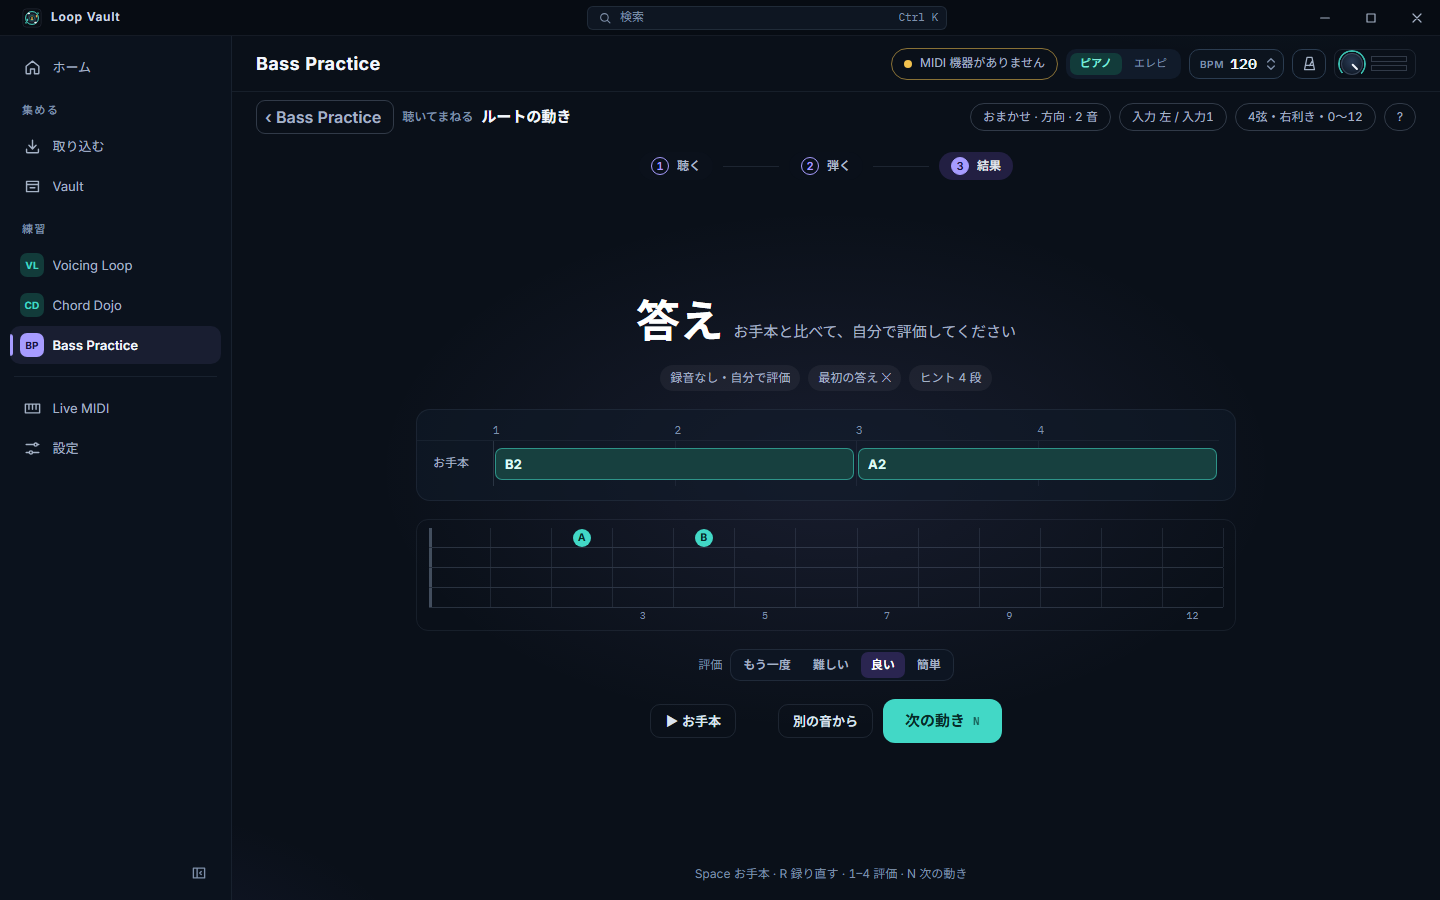 Loop Vault
検索
Ctrl K
ホーム
集める
取り込む
Vault
練習
VL Voicing Loop
CD Chord Dojo
BP Bass Practice
Live MIDI
設定
Bass Practice
MIDI 機器がありません
ピアノ エレピ
BPM 120
‹ Bass Practice 聴いてまねる ルートの動き
おまかせ · 方向 · 2 音
入力 左 / 入力1
4弦・右利き・0〜12
?
1 聴く
2 弾く
3 結果
答え お手本と比べて、自分で評価してください
録音なし・自分で評価
最初の答え ×
ヒント 4 段
1 2 3 4
お手本 B2 A2
A B
3 5 7 9 12
評価 もう一度 難しい 良い 簡単
▶ お手本
別の音から
次の動き N
Space お手本 · R 録り直す · 1–4 評価 · N 次の動き